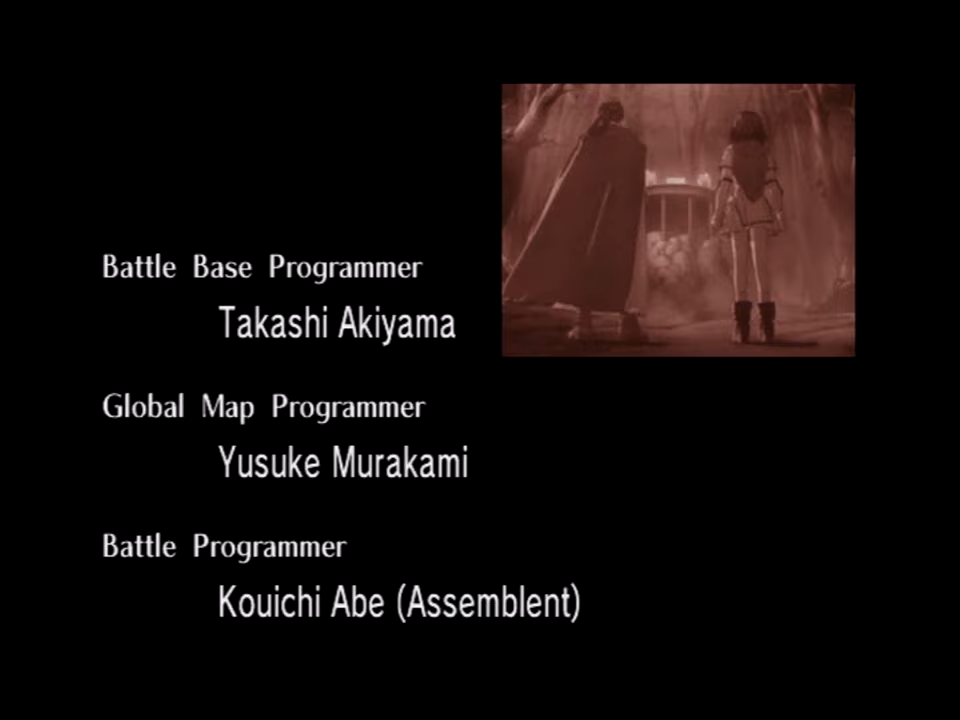 Battle Base Programmer
Takashi Akiyama
Global Map Programmer
Yusuke Murakami
Battle Programmer
Kouichi Abe (Assemblent)